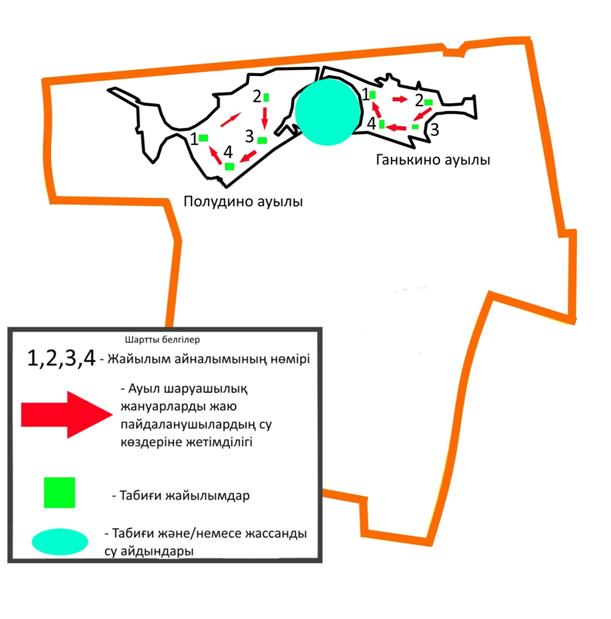 1
2
3
4
1
2
3
4
Ганькино ауылы
Полудино ауылы
Шартты белгілер
1,2,3,4 - Жайылым айналымының нөмірі
- Ауыл шаруашылық
жануарларды жаю
пайдаланушылардың су
көздеріне жетімділігі
- Табиғи жайылымдар
- Табиғи және/немесе жассанды
су айдындары